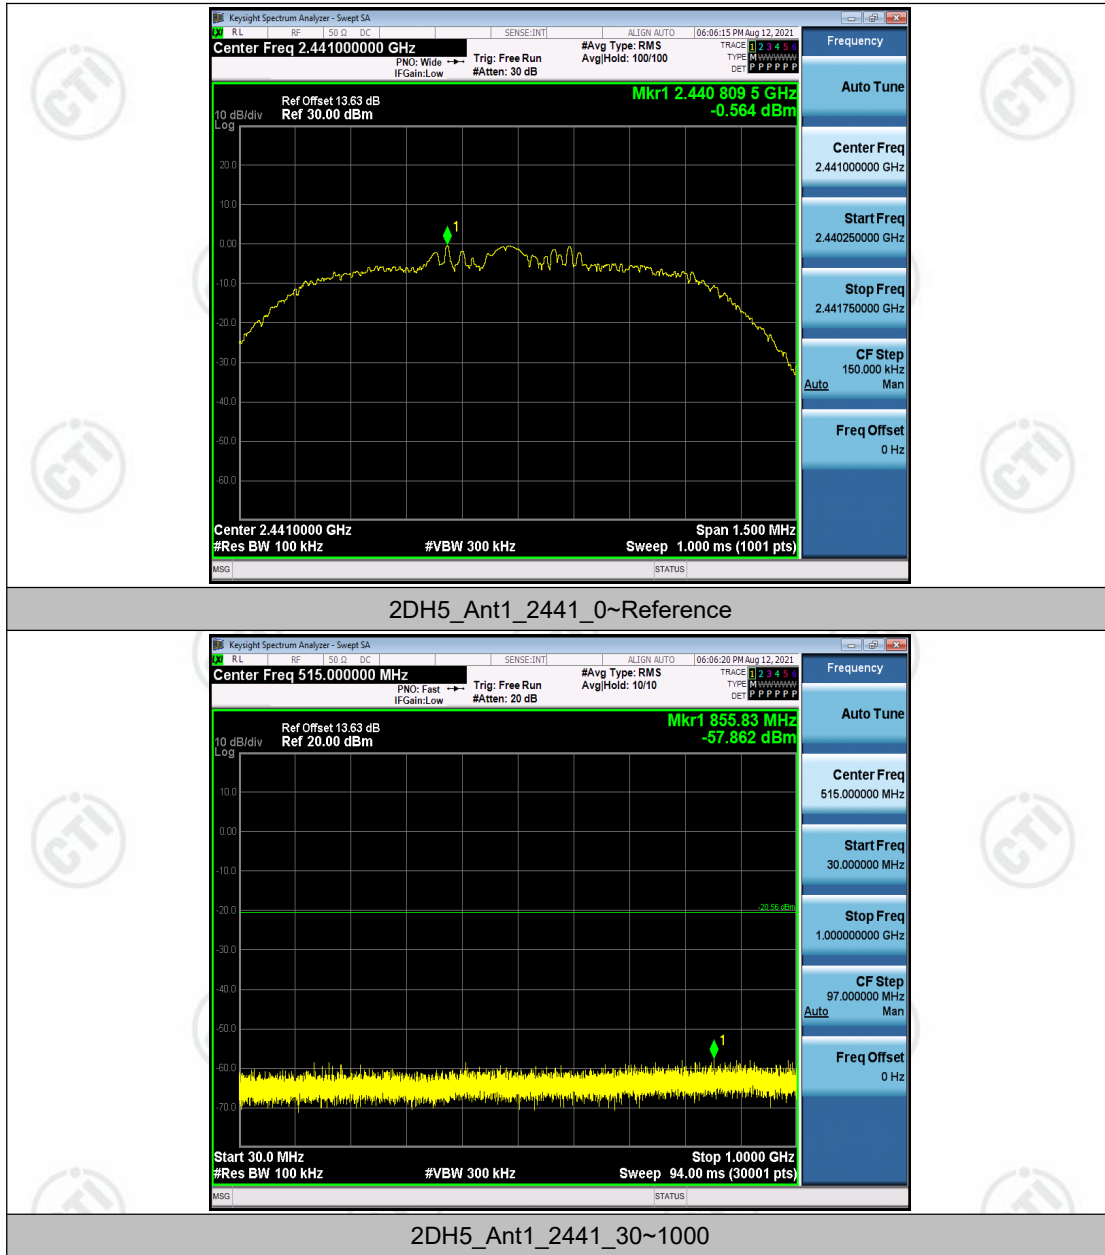 Keysight Spectrum Analyzer - Swept SA
LXI RL RF 50 Ω DC SENSE:INT ALIGN AUTO 06:06:15 PM Aug 12, 2021
Center Freq 2.441000000 GHz
PNO: Wide
IFGain:Low
Trig: Free Run
#Atten: 30 dB
#Avg Type: RMS
Avg|Hold: 100/100
TRACE 1 2 3 4 5 6
TYPE M W W W W W
DET P P P P P P
Frequency
Auto Tune
Center Freq
2.441000000 GHz
Start Freq
2.440250000 GHz
Stop Freq
2.441750000 GHz
CF Step
150.000 kHz
Auto Man
Freq Offset
0 Hz
Mkr1 2.440 809 5 GHz
-0.564 dBm
Ref Offset 13.63 dB
10 dB/div Ref 30.00 dBm
Log
20.0
10.0
1
0.00
-10.0
-20.0
-30.0
-40.0
-50.0
-60.0
Center 2.4410000 GHz Span 1.500 MHz
#Res BW 100 kHz #VBW 300 kHz Sweep 1.000 ms (1001 pts)
MSG STATUS
2DH5_Ant1_2441_0~Reference
Keysight Spectrum Analyzer - Swept SA
LXI RL RF 50 Ω DC SENSE:INT ALIGN AUTO 06:06:20 PM Aug 12, 2021
Center Freq 515.000000 MHz
PNO: Fast
IFGain:Low
Trig: Free Run
#Atten: 20 dB
#Avg Type: RMS
Avg|Hold: 10/10
TRACE 1 2 3 4 5 6
TYPE M W W W W W
DET P P P P P P
Frequency
Auto Tune
Center Freq
515.000000 MHz
Start Freq
30.000000 MHz
Stop Freq
1.000000000 GHz
CF Step
97.000000 MHz
Auto Man
Freq Offset
0 Hz
Mkr1 855.83 MHz
-57.862 dBm
Ref Offset 13.63 dB
10 dB/div Ref 20.00 dBm
Log
10.0
0.00
-10.0
-20.0
-20.56 dBm
-30.0
-40.0
-50.0
1
-60.0
-70.0
Start 30.0 MHz Stop 1.0000 GHz
#Res BW 100 kHz #VBW 300 kHz Sweep 94.00 ms (30001 pts)
MSG STATUS
2DH5_Ant1_2441_30~1000
CTI
CTI
CTI
CTI
CTI
CTI